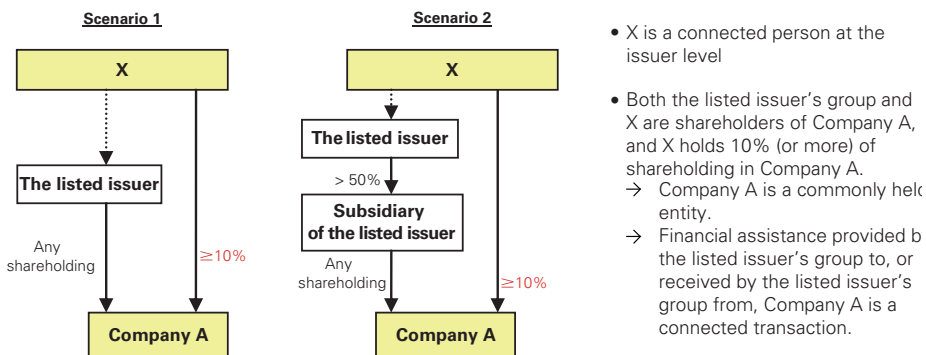 Scenario 1
X
The listed issuer
Any
shareholding
≥10%
Company A
Scenario 2
X
The listed issuer
> 50%
Subsidiary
of the listed issuer
Any
shareholding
≥10%
Company A
• X is a connected person at the
issuer level
• Both the listed issuer's group and
X are shareholders of Company A,
and X holds 10% (or more) of
shareholding in Company A.
→ Company A is a commonly held
entity.
→ Financial assistance provided b
the listed issuer's group to, or
received by the listed issuer's
group from, Company A is a
connected transaction.